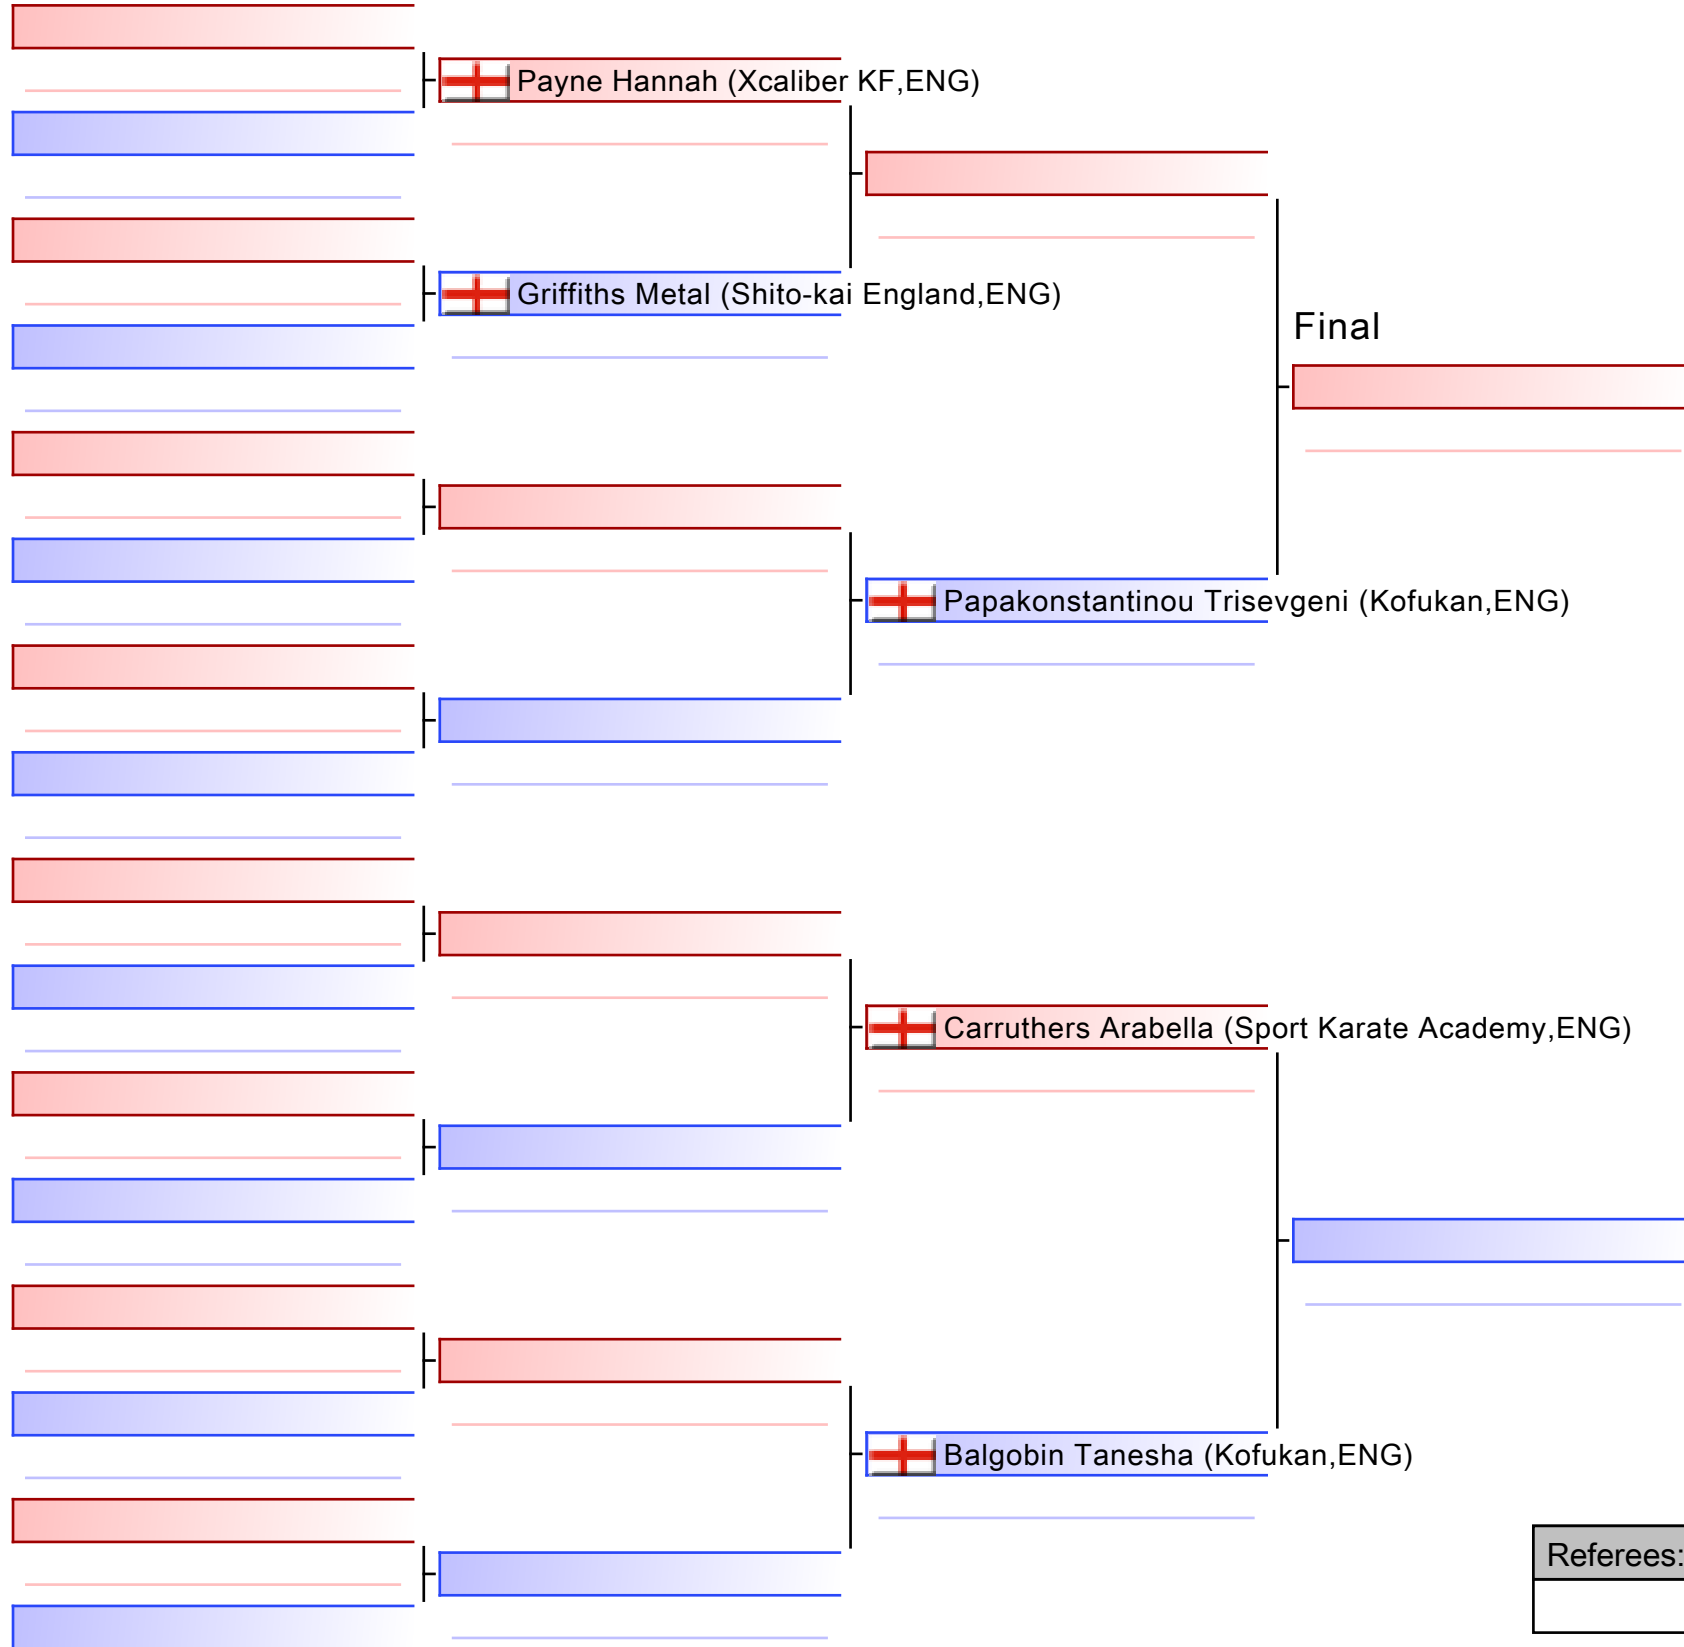 Payne Hannah (Xcaliber KF,ENG)
Griffiths Metal (Shito-kai England,ENG)
Final
Papakonstantinou Trisevgeni (Kofukan,ENG)
Carruthers Arabella (Sport Karate Academy,ENG)
Balgobin Tanesha (Kofukan,ENG)
Referees: